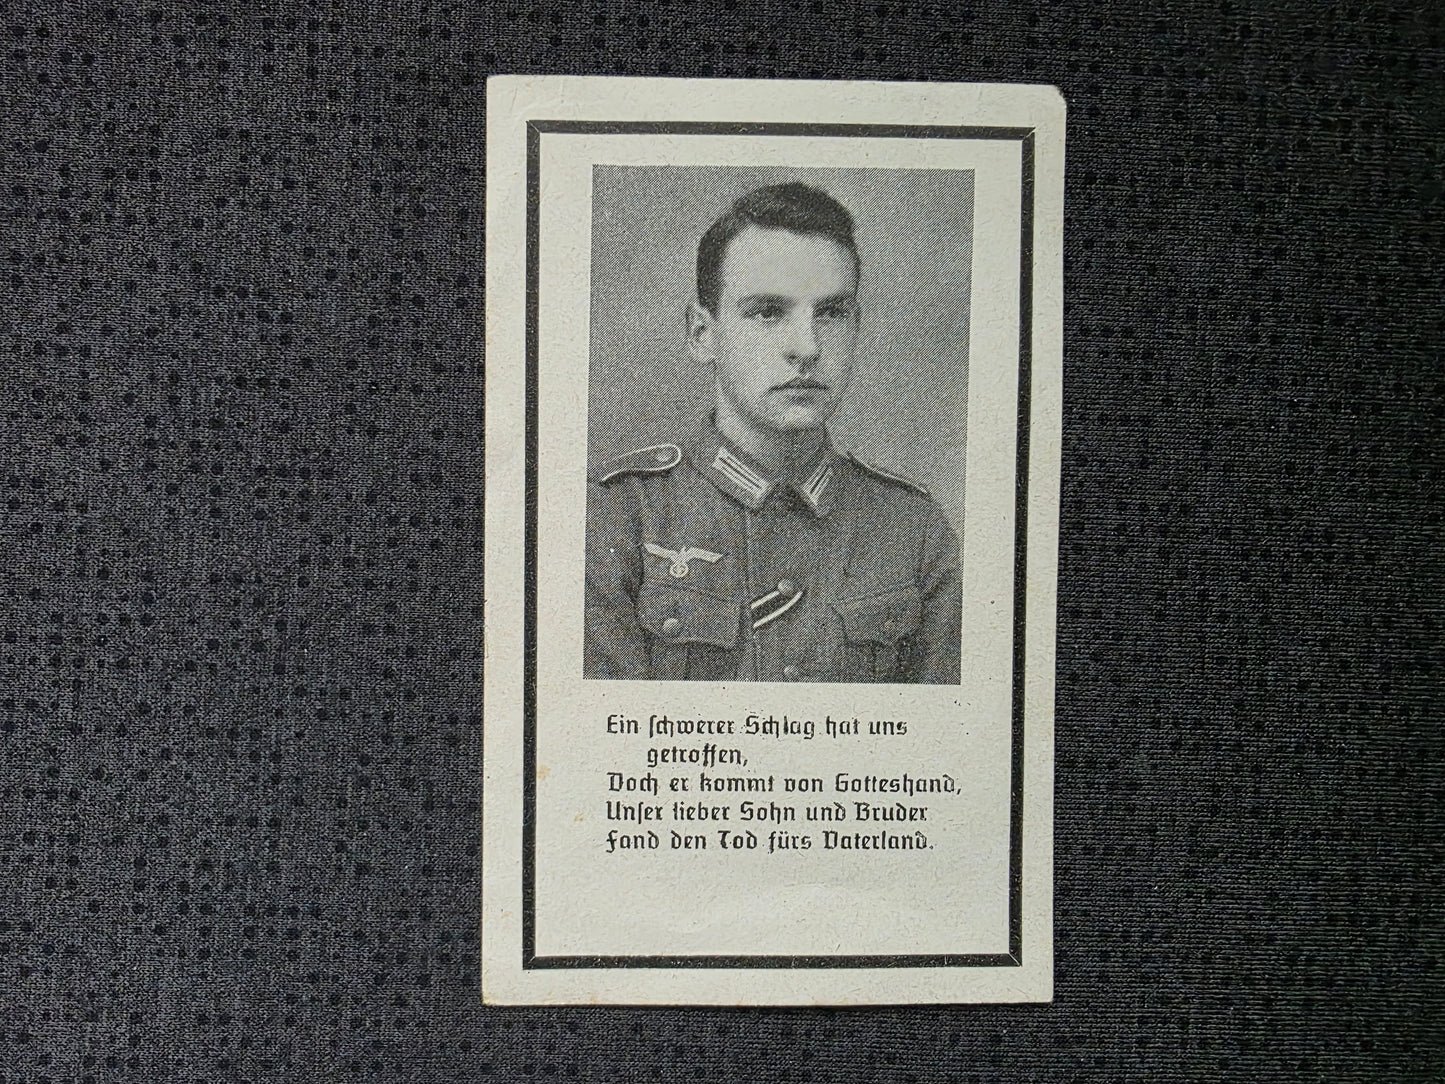 Ein schwerer Schlag hat uns
getroffen,
Doch er kommt von Gotteshand,
Unser lieber Sohn und Bruder
Fand den Tod fürs Vaterland.